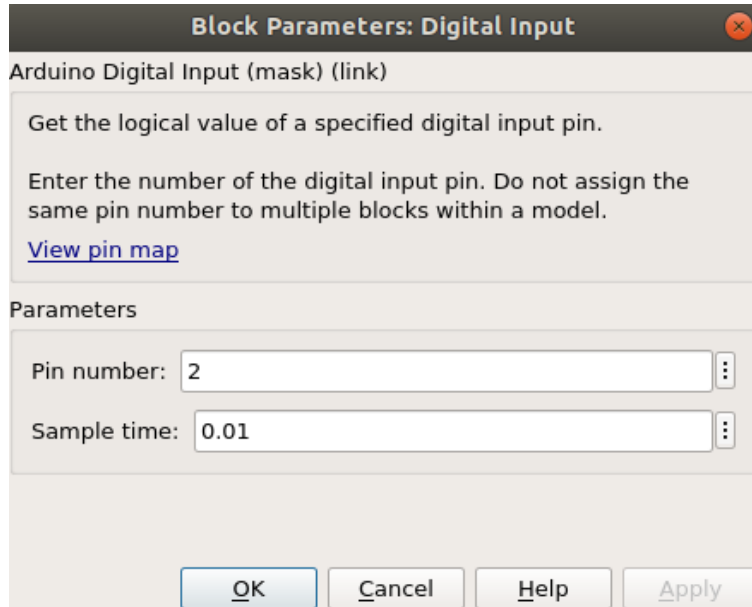 Block Parameters: Digital Input
Arduino Digital Input (mask) (link)
Get the logical value of a specified digital input pin.
Enter the number of the digital input pin. Do not assign the
same pin number to multiple blocks within a model.
View pin map
Parameters
Pin number: 2
Sample time: 0.01
OK Cancel Help Apply